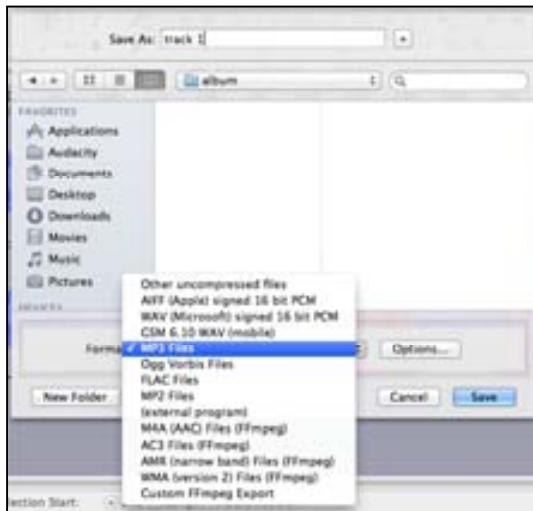 Save As: track 1
album
FAVORITES
Applications
Audacity
Documents
Desktop
Downloads
Movies
Music
Pictures
DEVICES
Other uncompressed files
AIFF (Apple) signed 16 bit PCM
WAV (Microsoft) signed 16 bit PCM
GSM 6.10 WAV (mobile)
Forma ✓ MP3 Files Options...
Ogg Vorbis Files
FLAC Files
New Folder MP2 Files Cancel Save
(external program)
M4A (AAC) Files (FFmpeg)
AC3 Files (FFmpeg)
AMR (narrow band) Files (FFmpeg)
WMA (version 2) Files (FFmpeg)
Custom FFmpeg Export
ection Start: